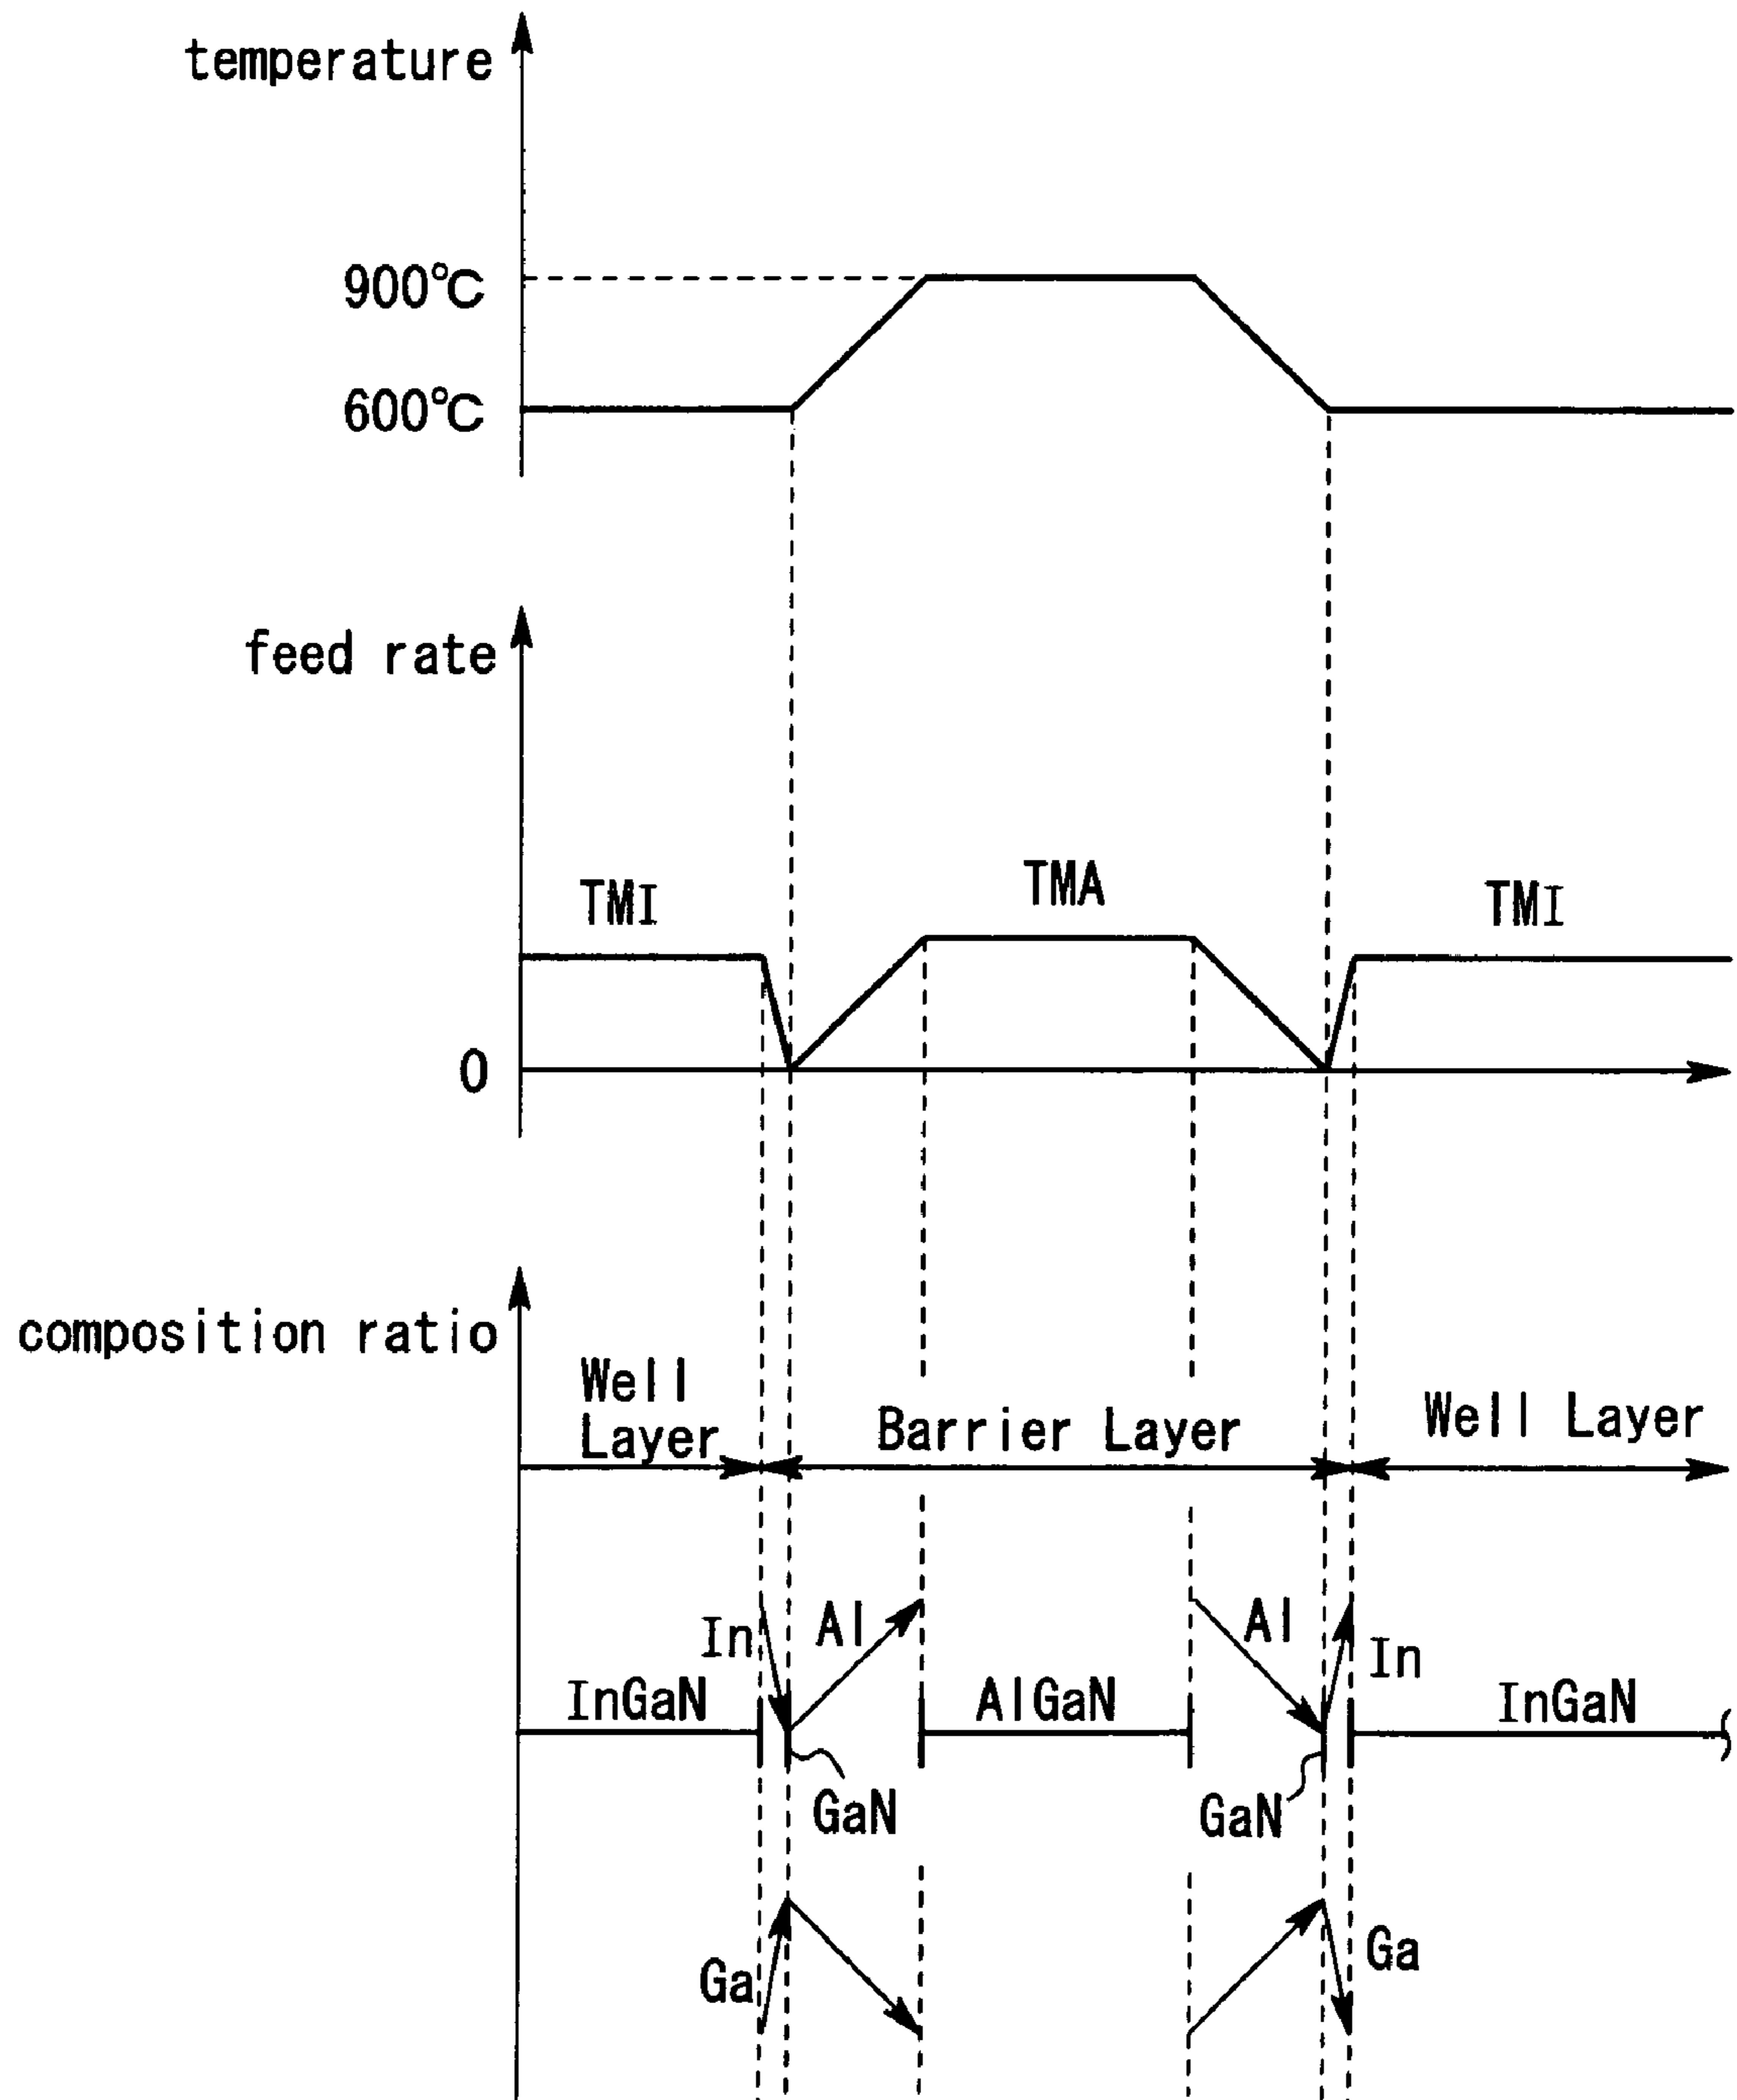 temperature
900℃
600℃
feed rate
TMI
TMA
TMI
0
composition ratio
Well
Layer
Barrier Layer
Well Layer
In
Al
Al
In
InGaN
AlGaN
InGaN
GaN
GaN
Ga
Ga